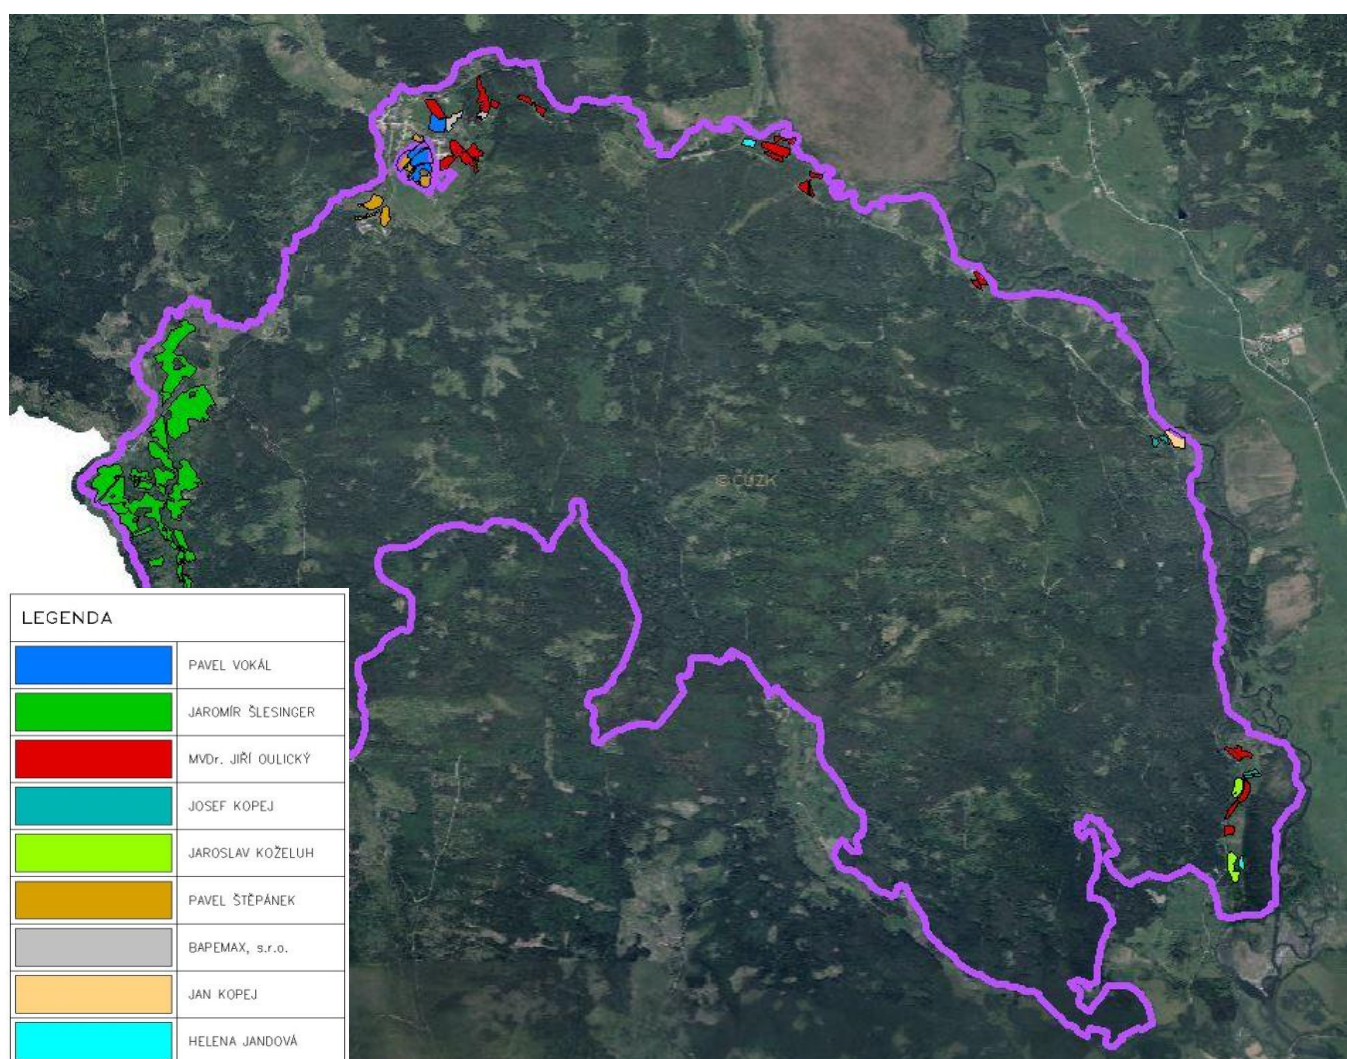 © ČÚZK
LEGENDA
PAVEL VOKÁL
JAROMÍR ŠLESINGER
MVDr. JIŘÍ OULICKÝ
JOSEF KOPEJ
JAROSLAV KOŽELUH
PAVEL ŠTĚPÁNEK
BAPEMAX, s.r.o.
JAN KOPEJ
HELENA JANDOVÁ